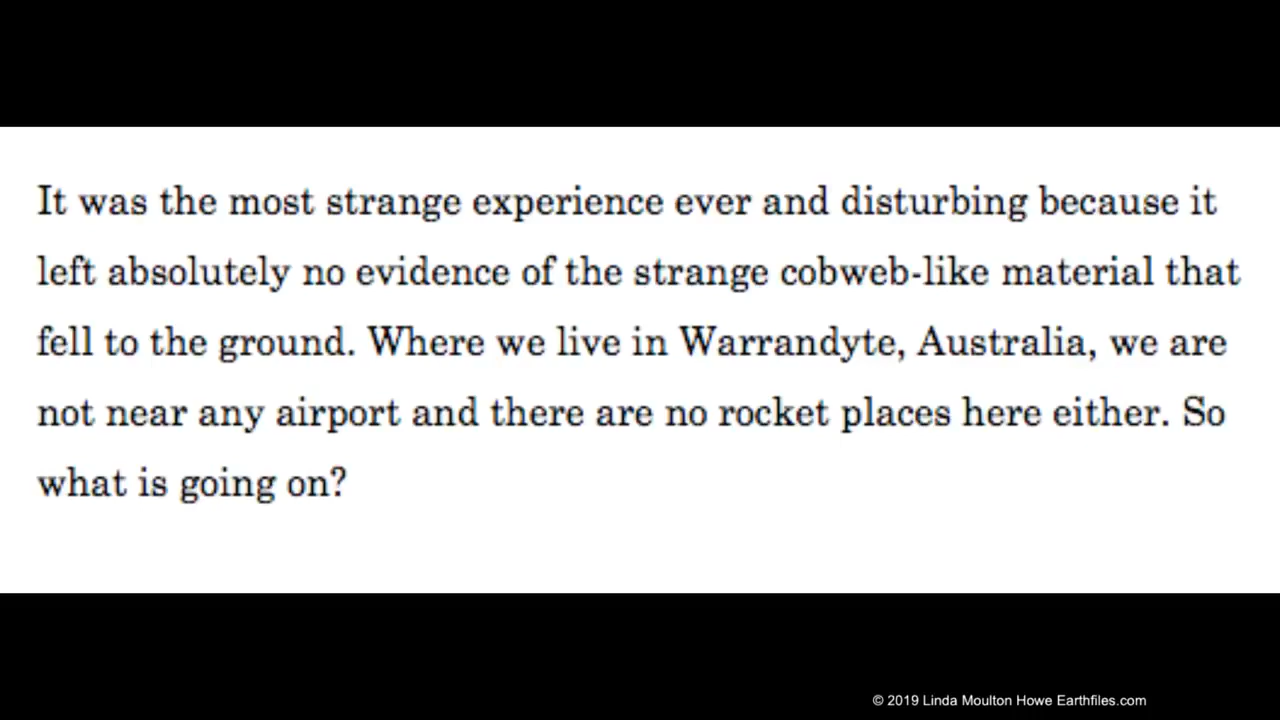 It was the most strange experience ever and disturbing because it
left absolutely no evidence of the strange cobweb-like material that
fell to the ground. Where we live in Warrandyte, Australia, we are
not near any airport and there are no rocket places here either. So
what is going on?
© 2019 Linda Moulton Howe Earthfiles.com